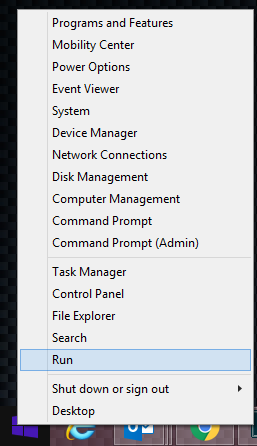 Programs and Features
Mobility Center
Power Options
Event Viewer
System
Device Manager
Network Connections
Disk Management
Computer Management
Command Prompt
Command Prompt (Admin)
Task Manager
Control Panel
File Explorer
Search
Run
Shut down or sign out
Desktop